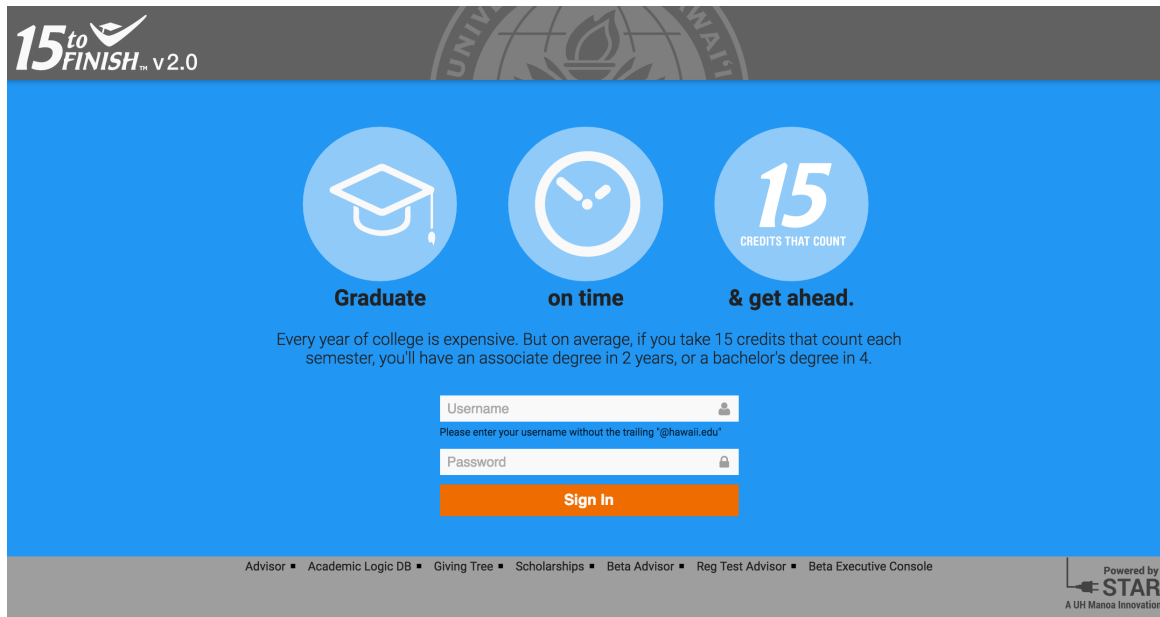 15 to FINISH™ v2.0
UNIVERSITY HAWAI‘I
15
CREDITS THAT COUNT
Graduate
on time
& get ahead.
Every year of college is expensive. But on average, if you take 15 credits that count each
semester, you'll have an associate degree in 2 years, or a bachelor's degree in 4.
Username
Please enter your username without the trailing "@hawaii.edu"
Password
Sign In
Advisor ▪ Academic Logic DB ▪ Giving Tree ▪ Scholarships ▪ Beta Advisor ▪ Reg Test Advisor ▪ Beta Executive Console
Powered by
STAR
A UH Manoa Innovation